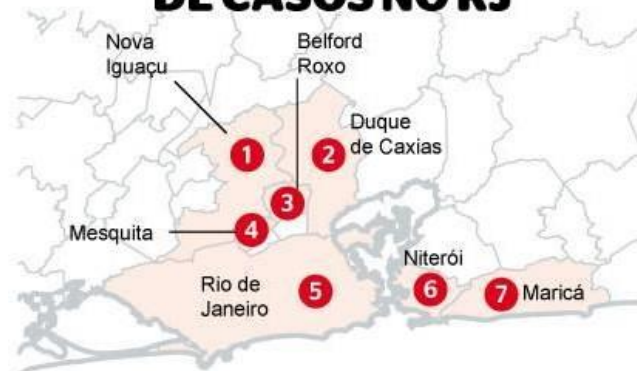 DE CASOS NO RJ
Nova
Iguaçu
Belford
Roxo
Duque
de Caxias
1
2
3
4
Mesquita
Niterói
Rio de
Janeiro
5
6
7
Maricá